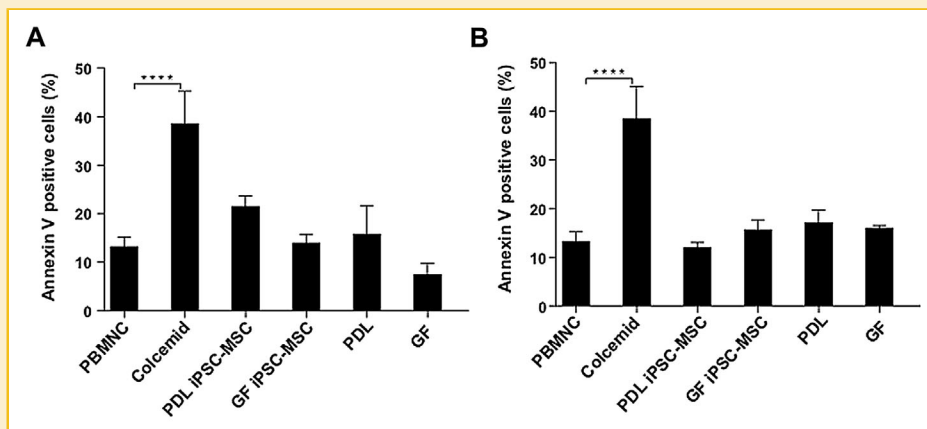 A
Annexin V positive cells (%)
50
40
30
20
10
0
****
PBMNC
Colcemid
PDL iPSC-MSC
GF iPSC-MSC
PDL
GF
B
Annexin V positive cells (%)
50
40
30
20
10
0
****
PBMNC
Colcemid
PDL iPSC-MSC
GF iPSC-MSC
PDL
GF